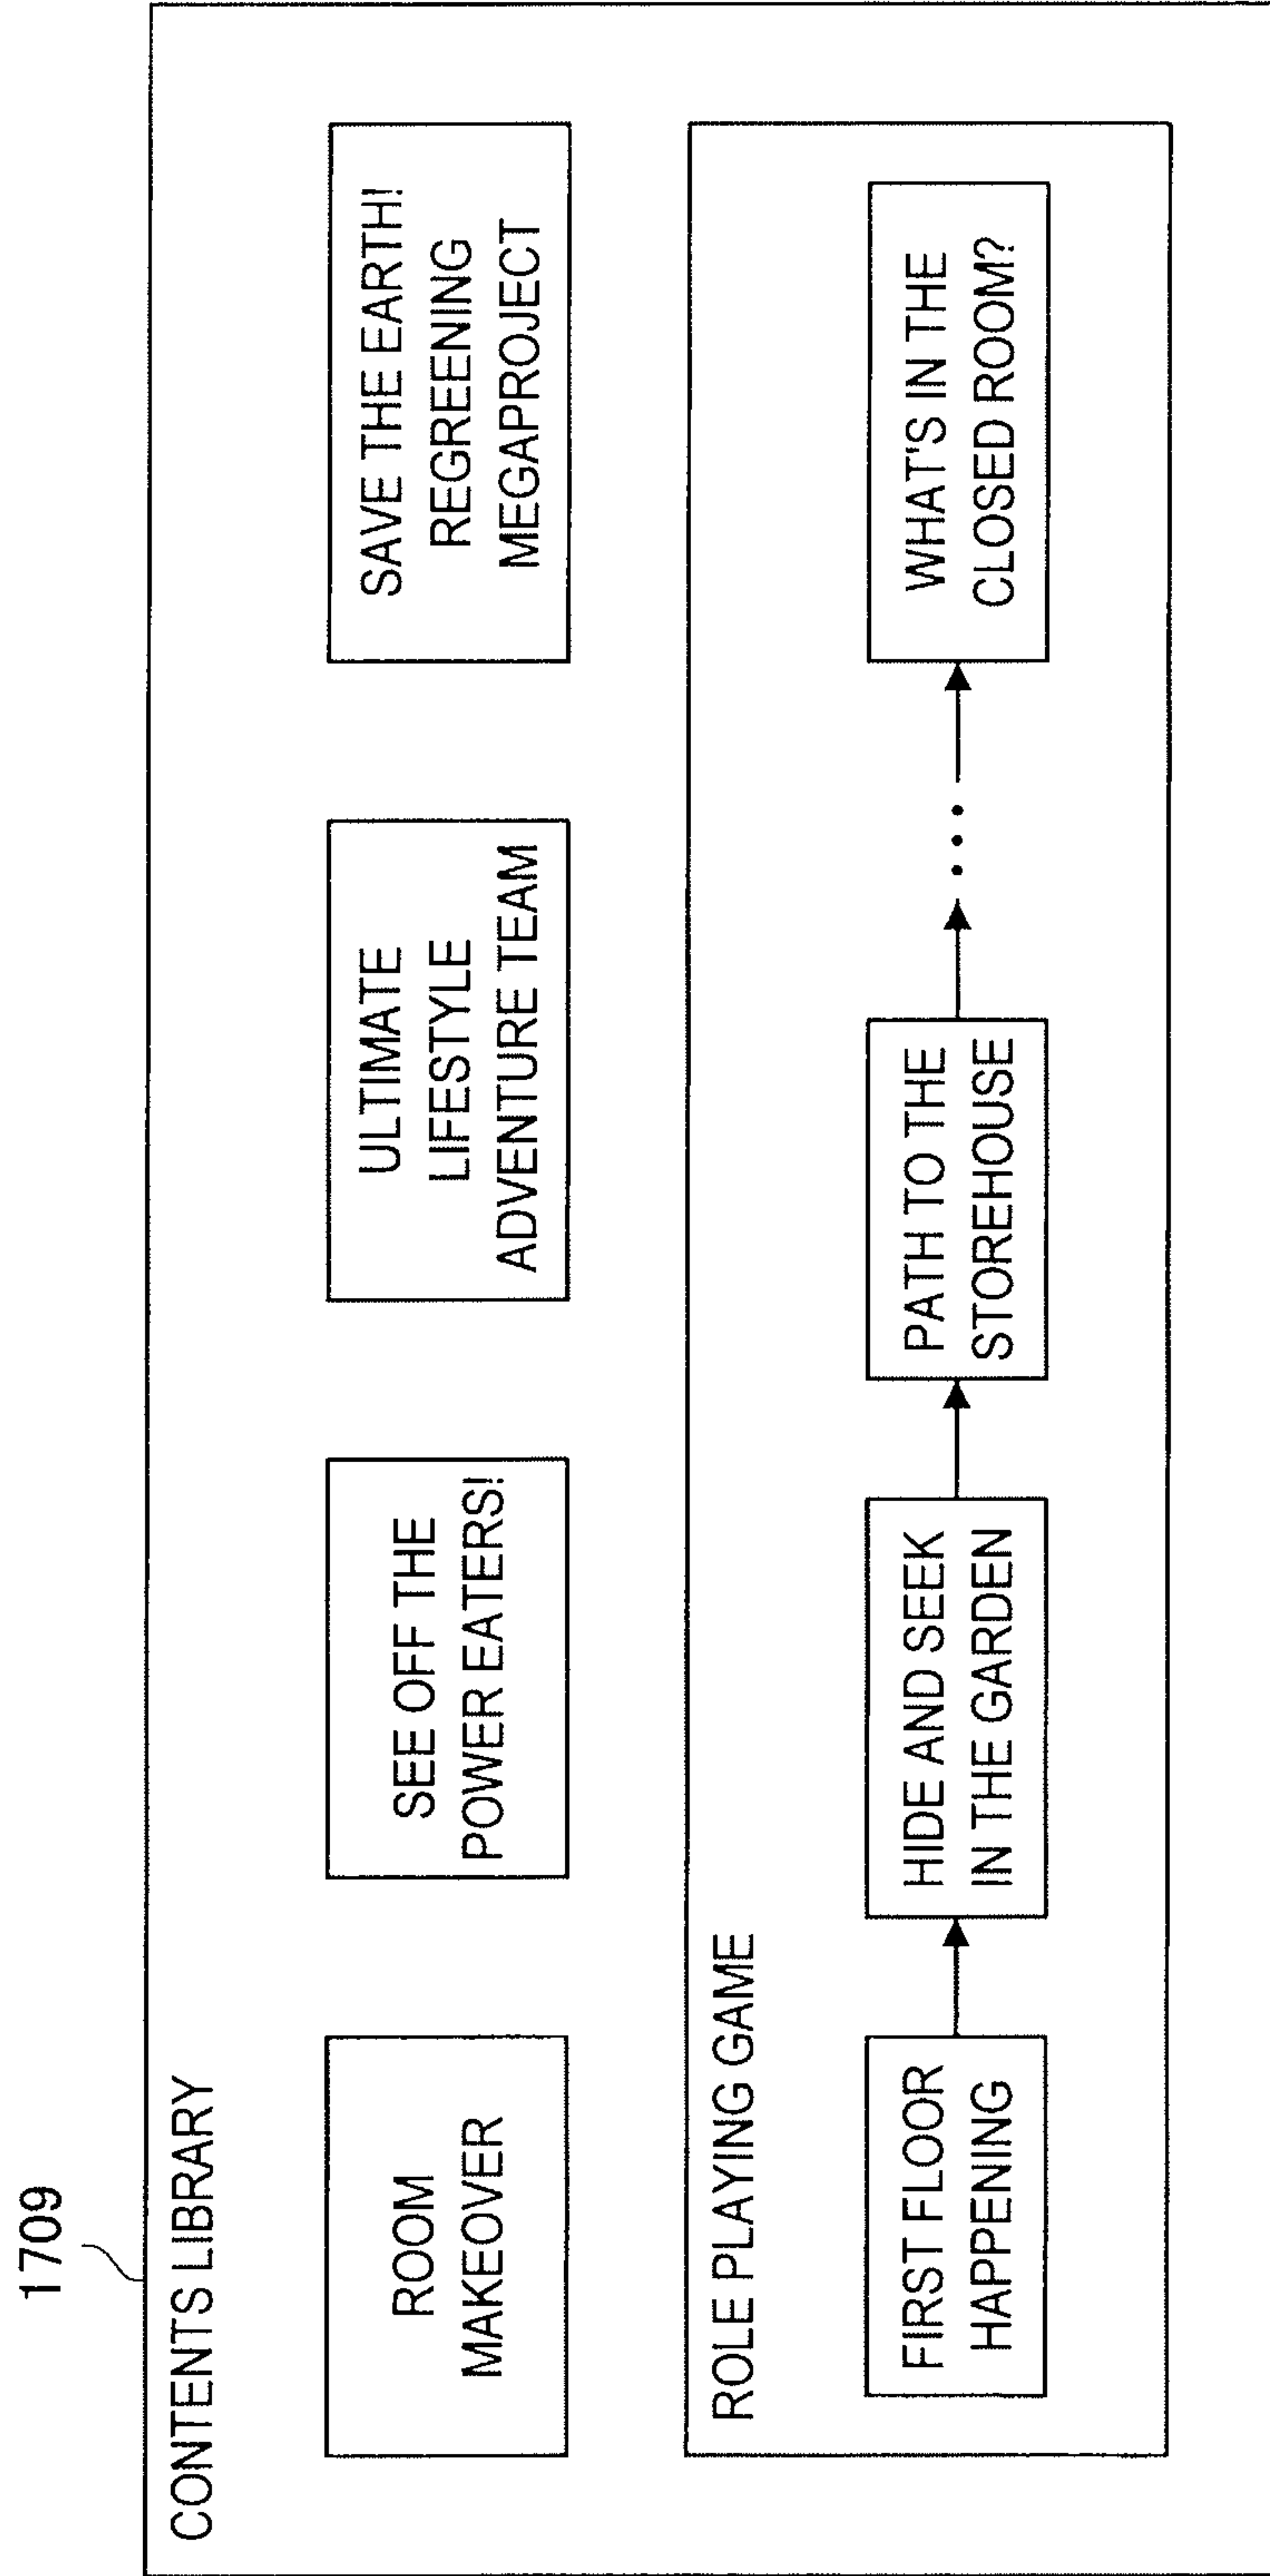 1709
CONTENTS LIBRARY
ROOM
MAKEOVER
SEE OFF THE
POWER EATERS!
ULTIMATE
LIFESTYLE
ADVENTURE TEAM
SAVE THE EARTH!
REGREENING
MEGAPROJECT
ROLE PLAYING GAME
FIRST FLOOR
HAPPENING
HIDE AND SEEK
IN THE GARDEN
PATH TO THE
STOREHOUSE
WHAT'S IN THE
CLOSED ROOM?